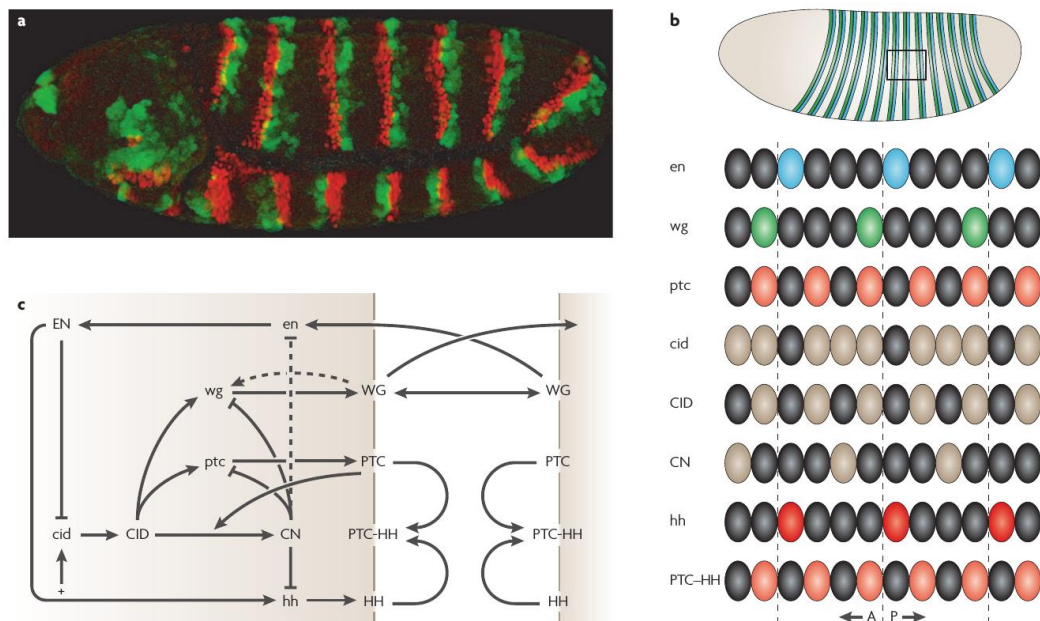 a
b
en
wg
ptc
cid
CID
CN
hh
PTC–HH
A P
c
EN en
wg WG WG
ptc PTC PTC
cid CID CN PTC-HH PTC-HH
+
hh HH HH